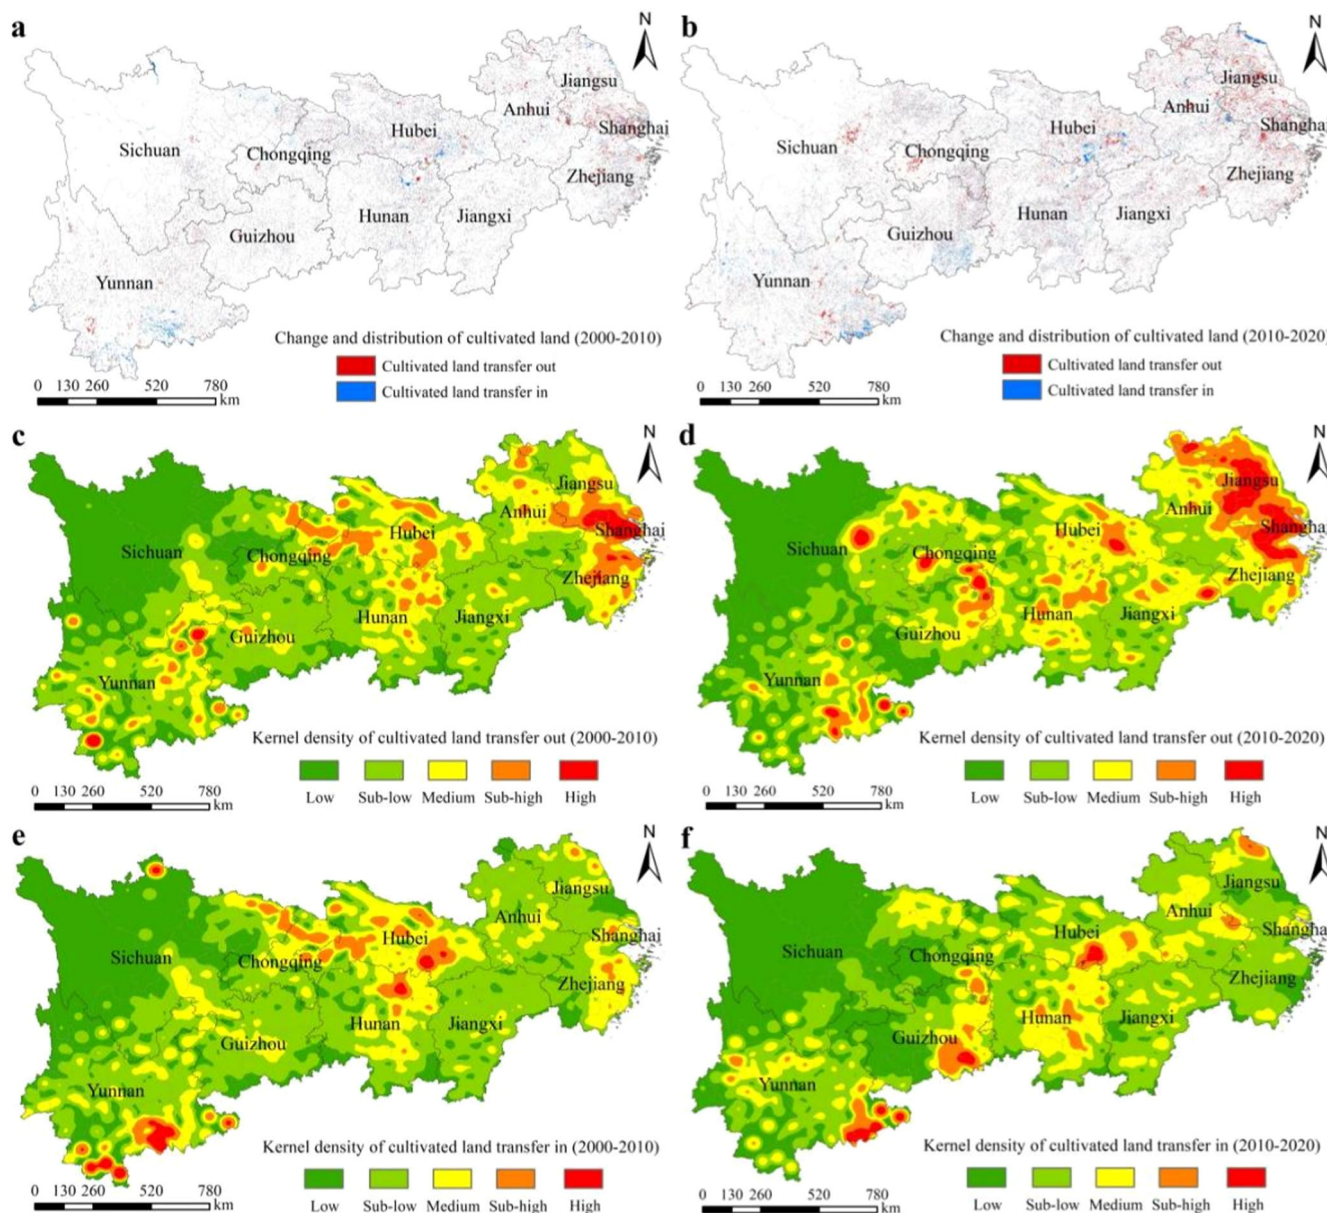 a
N
Jiangsu
Anhui
Hubei
Shanghai
Sichuan
Chongqing
Zhejiang
Hunan
Jiangxi
Guizhou
Yunnan
Change and distribution of cultivated land (2000-2010)
Cultivated land transfer out
Cultivated land transfer in
0 130 260 520 780
km
b
N
Jiangsu
Anhui
Hubei
Shanghai
Sichuan
Chongqing
Zhejiang
Hunan
Jiangxi
Guizhou
Yunnan
Change and distribution of cultivated land (2010-2020)
Cultivated land transfer out
Cultivated land transfer in
0 130 260 520 780
km
c
N
Jiangsu
Anhui
Hubei
Shanghai
Sichuan
Chongqing
Zhejiang
Hunan
Jiangxi
Guizhou
Yunnan
Kernel density of cultivated land transfer out (2000-2010)
Low Sub-low Medium Sub-high High
0 130 260 520 780
km
d
N
Jiangsu
Anhui
Hubei
Shanghai
Sichuan
Chongqing
Zhejiang
Hunan
Jiangxi
Guizhou
Yunnan
Kernel density of cultivated land transfer out (2010-2020)
Low Sub-low Medium Sub-high High
0 130 260 520 780
km
e
N
Jiangsu
Anhui
Hubei
Shanghai
Sichuan
Chongqing
Zhejiang
Hunan
Jiangxi
Guizhou
Yunnan
Kernel density of cultivated land transfer in (2000-2010)
Low Sub-low Medium Sub-high High
0 130 260 520 780
km
f
N
Jiangsu
Anhui
Hubei
Shanghai
Sichuan
Chongqing
Zhejiang
Hunan
Jiangxi
Guizhou
Yunnan
Kernel density of cultivated land transfer in (2010-2020)
Low Sub-low Medium Sub-high High
0 130 260 520 780
km